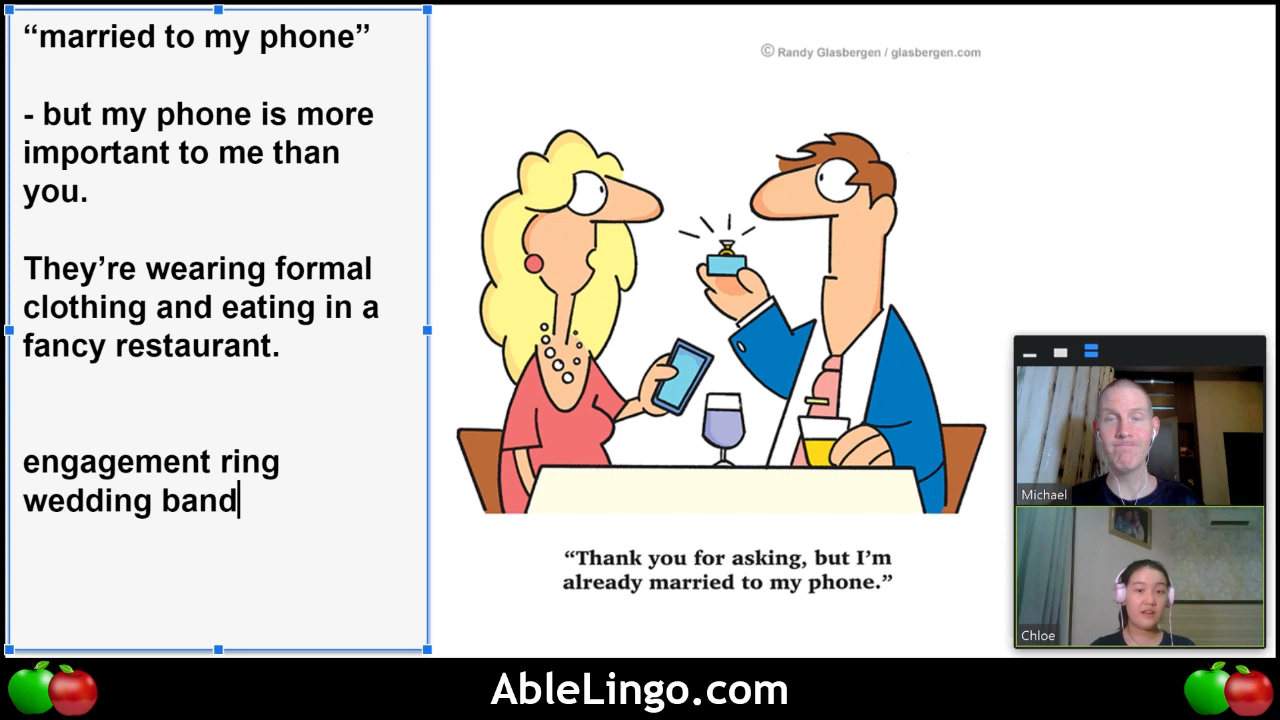 “married to my phone”
- but my phone is more
important to me than
you.
They’re wearing formal
clothing and eating in a
fancy restaurant.
engagement ring
wedding band
© Randy Glasbergen / glasbergen.com
“Thank you for asking, but I’m
already married to my phone.”
Michael
Chloe
AbleLingo.com